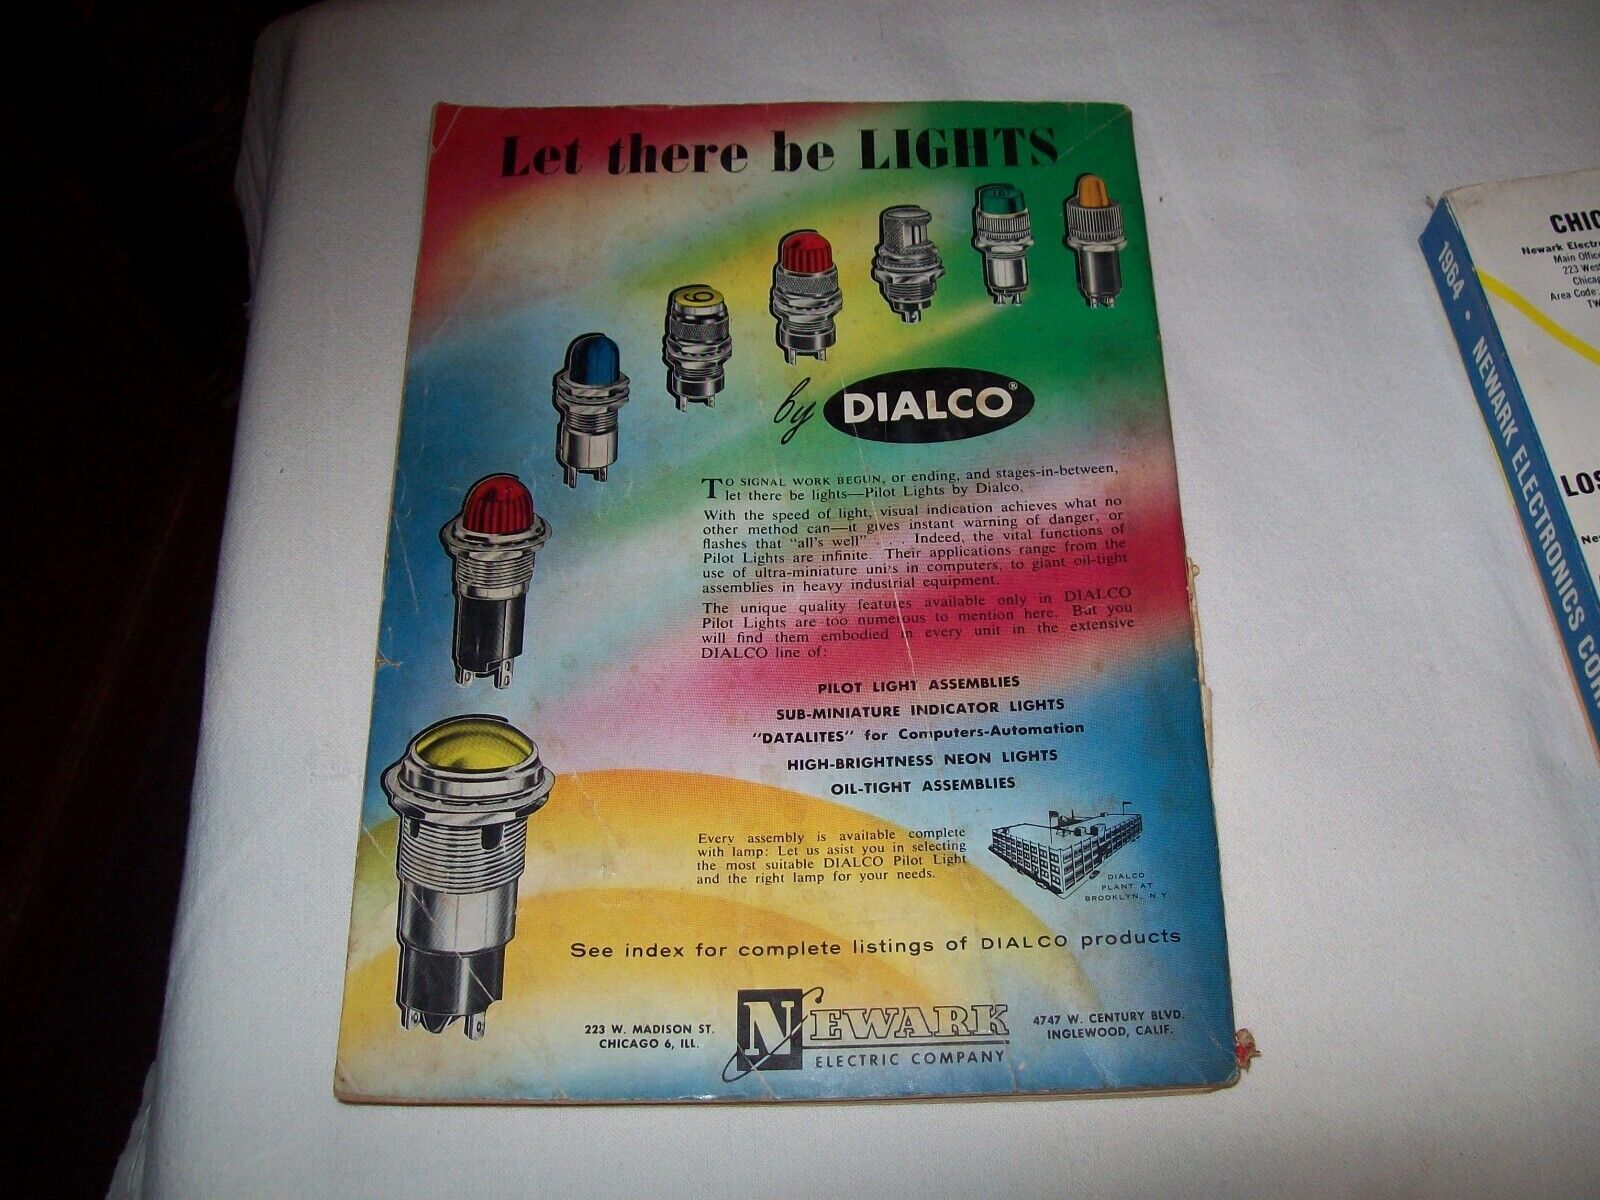 Let there be LIGHTS
by DIALCO®
TO SIGNAL WORK BEGUN, or ending, and stages-in-between,
let there be lights—Pilot Lights by Dialco.
With the speed of light, visual indication achieves what no
other method can—it gives instant warning of danger, or
flashes that "all's well" . . . Indeed, the vital functions of
Pilot Lights are infinite. Their applications range from the
use of ultra-miniature units in computers, to giant oil-tight
assemblies in heavy industrial equipment.
The unique quality features available only in DIALCO
Pilot Lights are too numerous to mention here. But you
will find them embodied in every unit in the extensive
DIALCO line of:
PILOT LIGHT ASSEMBLIES
SUB-MINIATURE INDICATOR LIGHTS
"DATALITES" for Computers-Automation
HIGH-BRIGHTNESS NEON LIGHTS
OIL-TIGHT ASSEMBLIES
Every assembly is available complete
with lamp: Let us asist you in selecting
the most suitable DIALCO Pilot Light
and the right lamp for your needs.
DIALCO
PLANT AT
BROOKLYN, N.Y.
See index for complete listings of DIALCO products
223 W. MADISON ST.
CHICAGO 6, ILL.
NEWARK
ELECTRIC COMPANY
4747 W. CENTURY BLVD.
INGLEWOOD, CALIF.
1964 • NEWARK ELECTRONICS
Newark
Main Office
223
Area Code